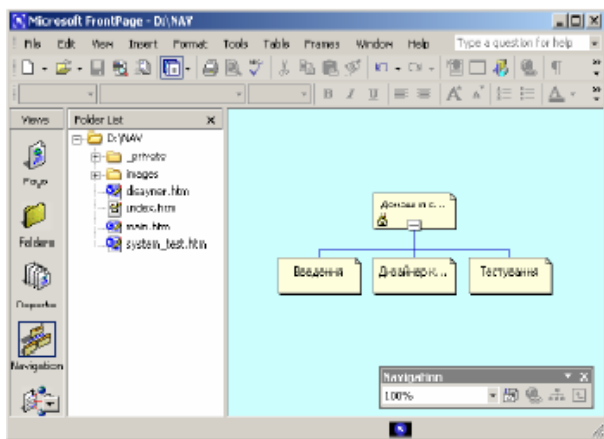 Microsoft FrontPage - D:\NAV
File Edit View Insert Format Tools Table Frames Window Help Type a question for help
B I U
Views Folder List
D:\NAV
_private
images
disayner.htm
index.htm
main.htm
system_test.htm
Page
Folders
Reports
Navigation
Введення
Дизайнер к...
Тестування
Navigation
100%